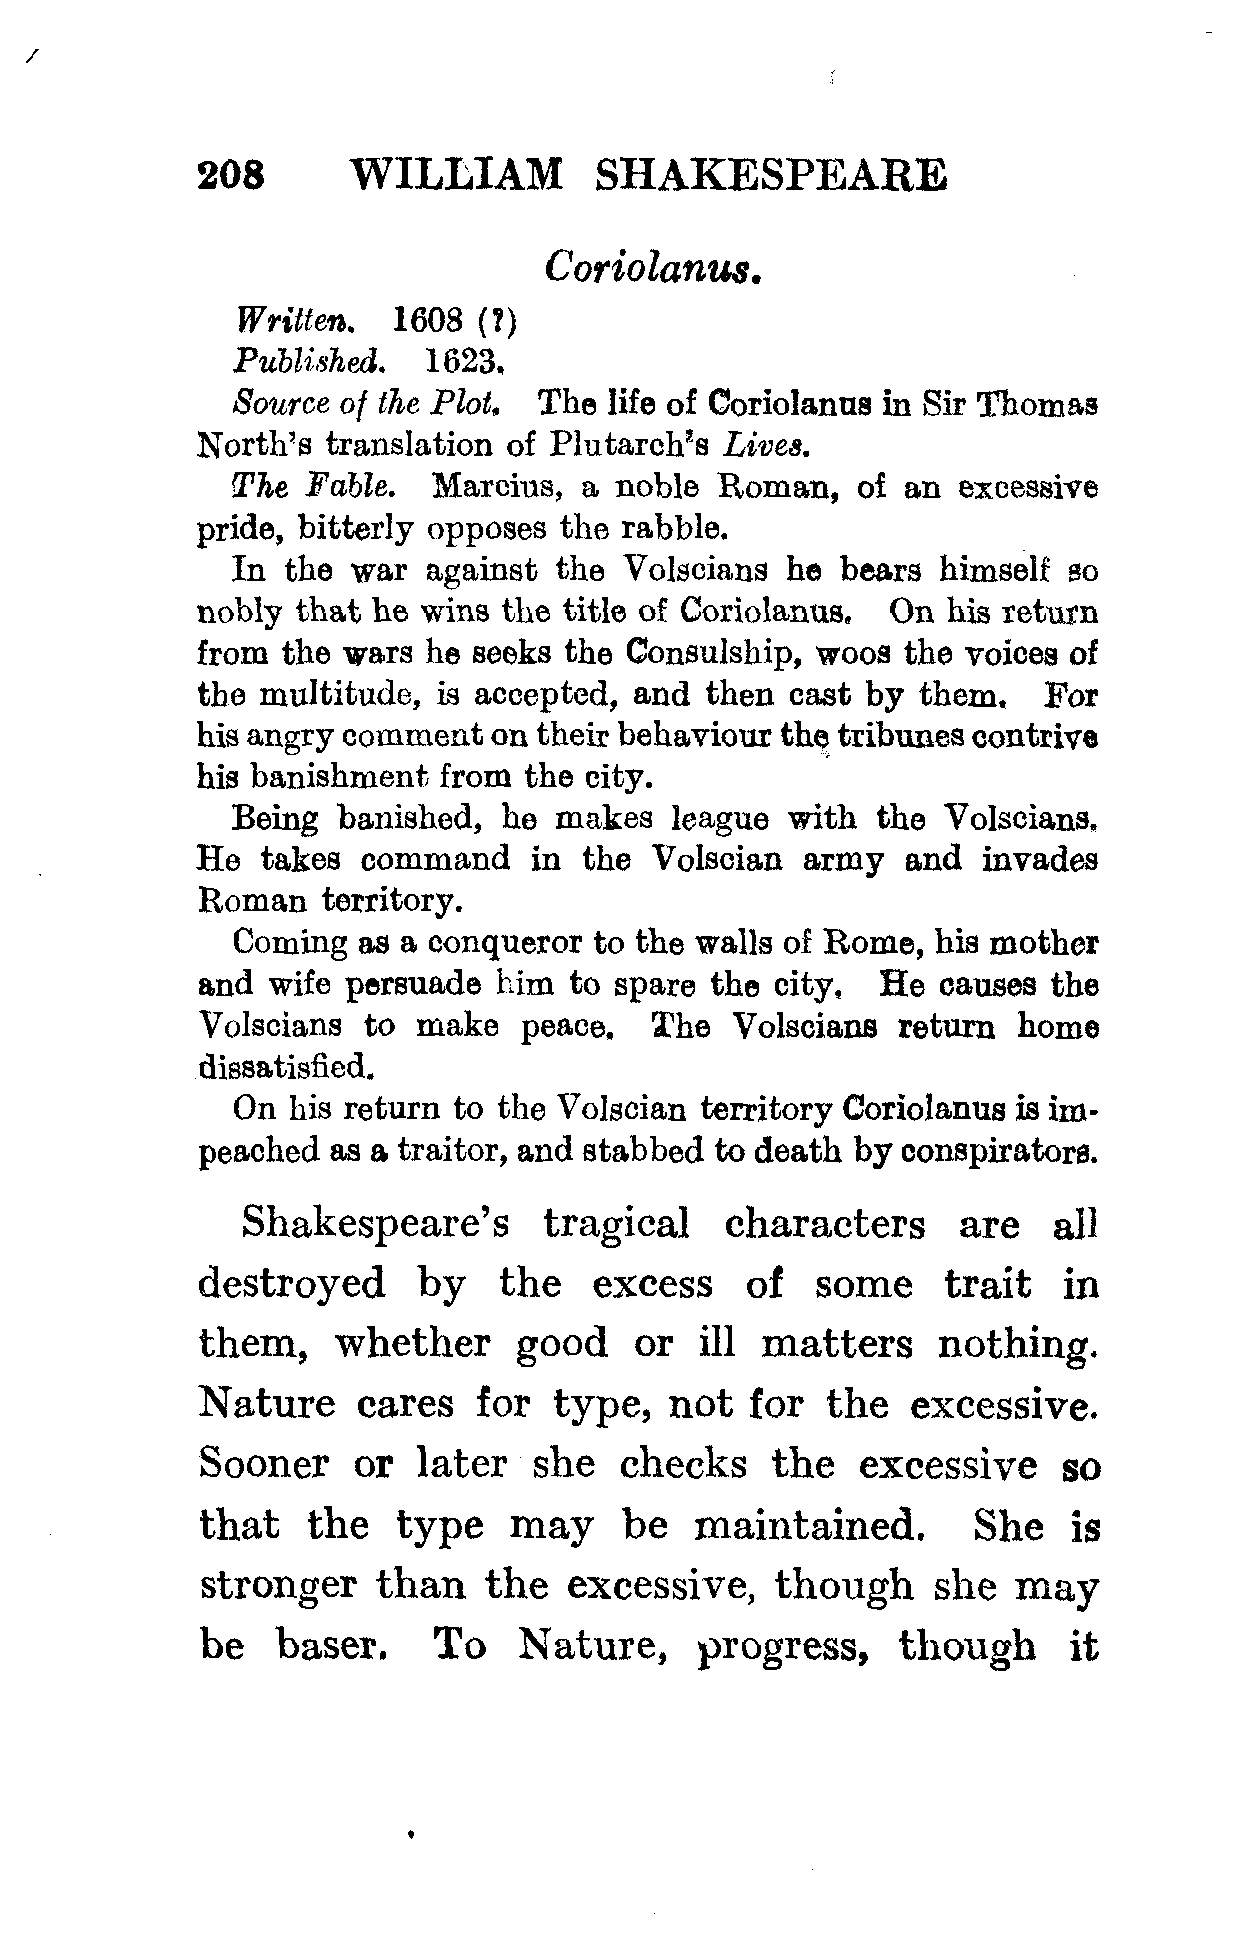 208 WILLIAM SHAKESPEARE
Coriolanus.
Written. 1608 (?)
Published. 1623.
Source of the Plot. The life of Coriolanus in Sir Thomas
North's translation of Plutarch's Lives.
The Fable. Marcius, a noble Roman, of an excessive
pride, bitterly opposes the rabble.
In the war against the Volscians he bears himself so
nobly that he wins the title of Coriolanus. On his return
from the wars he seeks the Consulship, woos the voices of
the multitude, is accepted, and then cast by them. For
his angry comment on their behaviour the tribunes contrive
his banishment from the city.
Being banished, he makes league with the Volscians.
He takes command in the Volscian army and invades
Roman territory.
Coming as a conqueror to the walls of Rome, his mother
and wife persuade him to spare the city. He causes the
Volscians to make peace. The Volscians return home
dissatisfied.
On his return to the Volscian territory Coriolanus is im-
peached as a traitor, and stabbed to death by conspirators.
Shakespeare's tragical characters are all
destroyed by the excess of some trait in
them, whether good or ill matters nothing.
Nature cares for type, not for the excessive.
Sooner or later she checks the excessive so
that the type may be maintained. She is
stronger than the excessive, though she may
be baser. To Nature, progress, though it